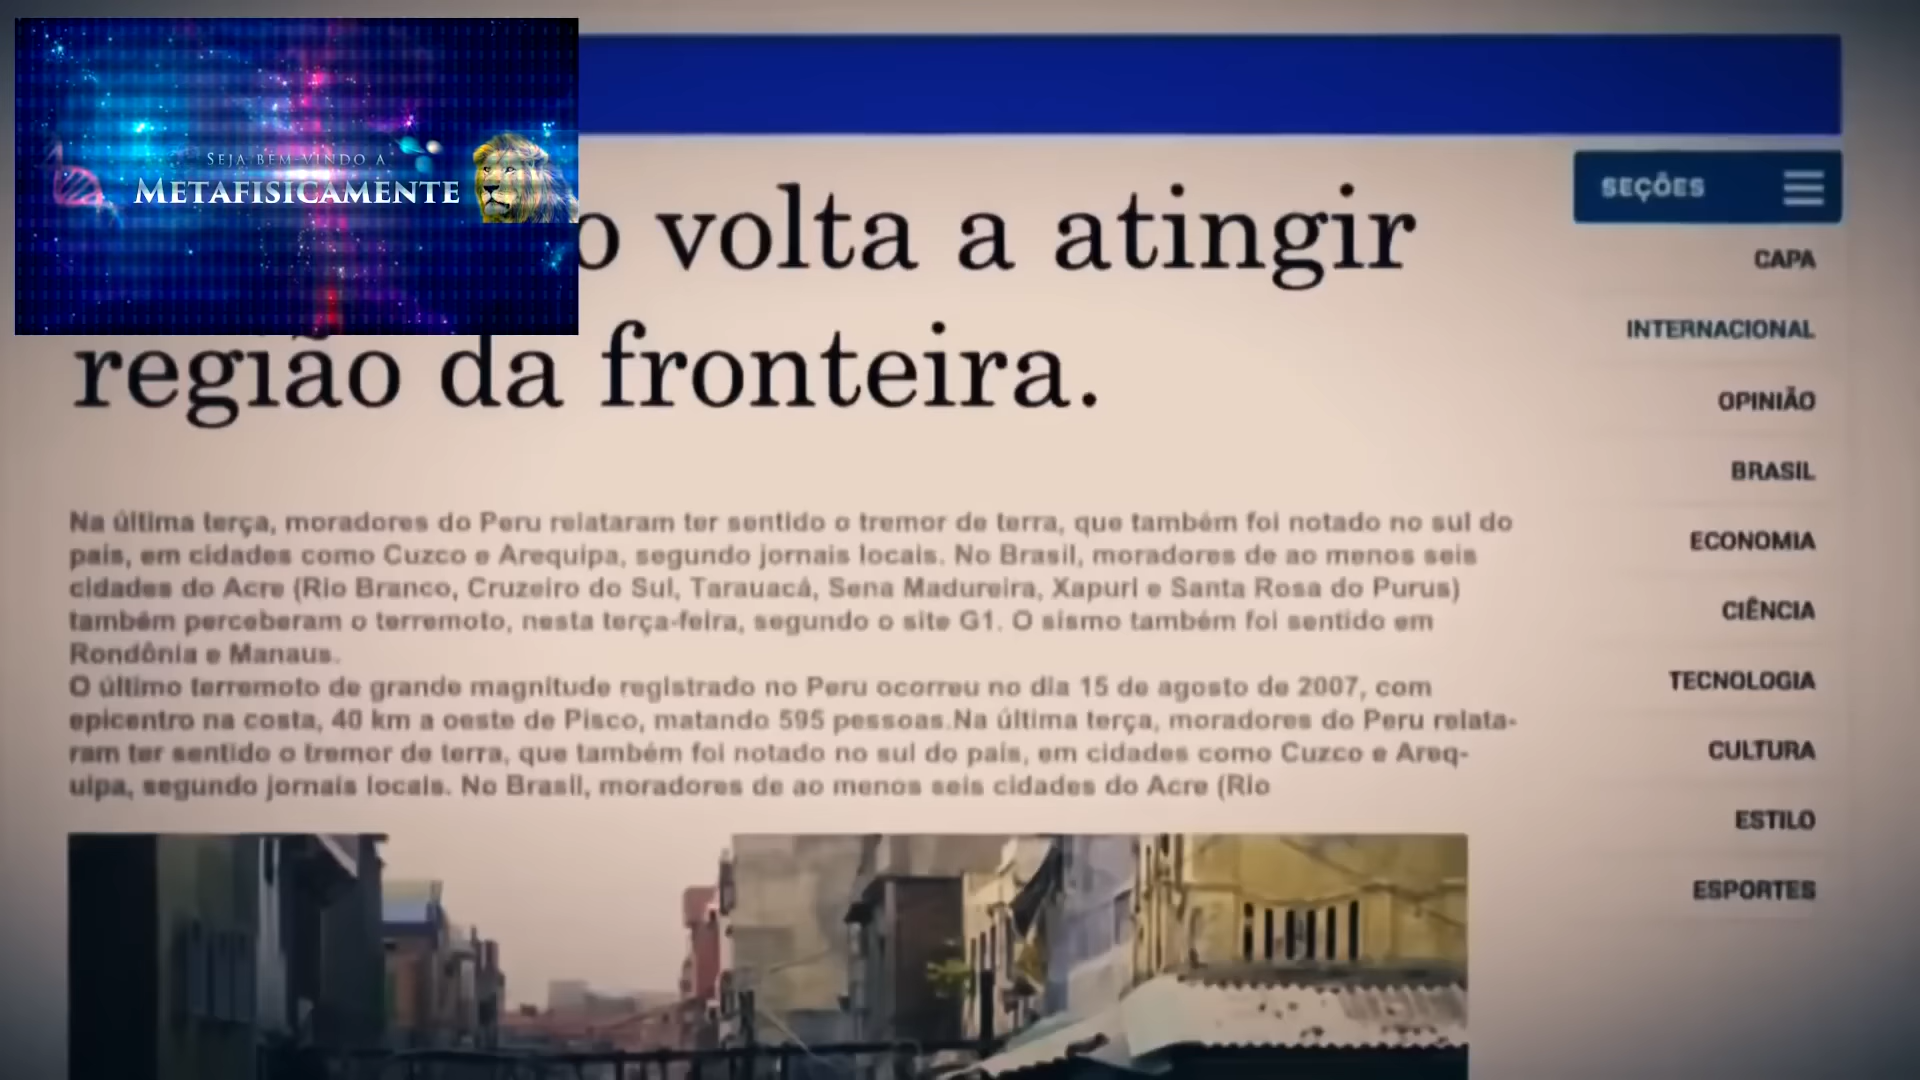 SEJA BEM-VINDO A
METAFISICAMENTE
o volta a atingir
região da fronteira.
Na última terça, moradores do Peru relataram ter sentido o tremor de terra, que também foi notado no sul do
país, em cidades como Cuzco e Arequipa, segundo jornais locais. No Brasil, moradores de ao menos seis
cidades do Acre (Rio Branco, Cruzeiro do Sul, Tarauacá, Sena Madureira, Xapuri e Santa Rosa do Purus)
também perceberam o terremoto, nesta terça-feira, segundo o site G1. O sismo também foi sentido em
Rondônia e Manaus.
O último terremoto de grande magnitude registrado no Peru ocorreu no dia 15 de agosto de 2007, com
epicentro na costa, 40 km a oeste de Pisco, matando 595 pessoas.Na última terça, moradores do Peru relata-
ram ter sentido o tremor de terra, que também foi notado no sul do país, em cidades como Cuzco e Areq-
uipa, segundo jornais locais. No Brasil, moradores de ao menos seis cidades do Acre (Rio
SEÇÕES
CAPA
INTERNACIONAL
OPINIÃO
BRASIL
ECONOMIA
CIÊNCIA
TECNOLOGIA
CULTURA
ESTILO
ESPORTES